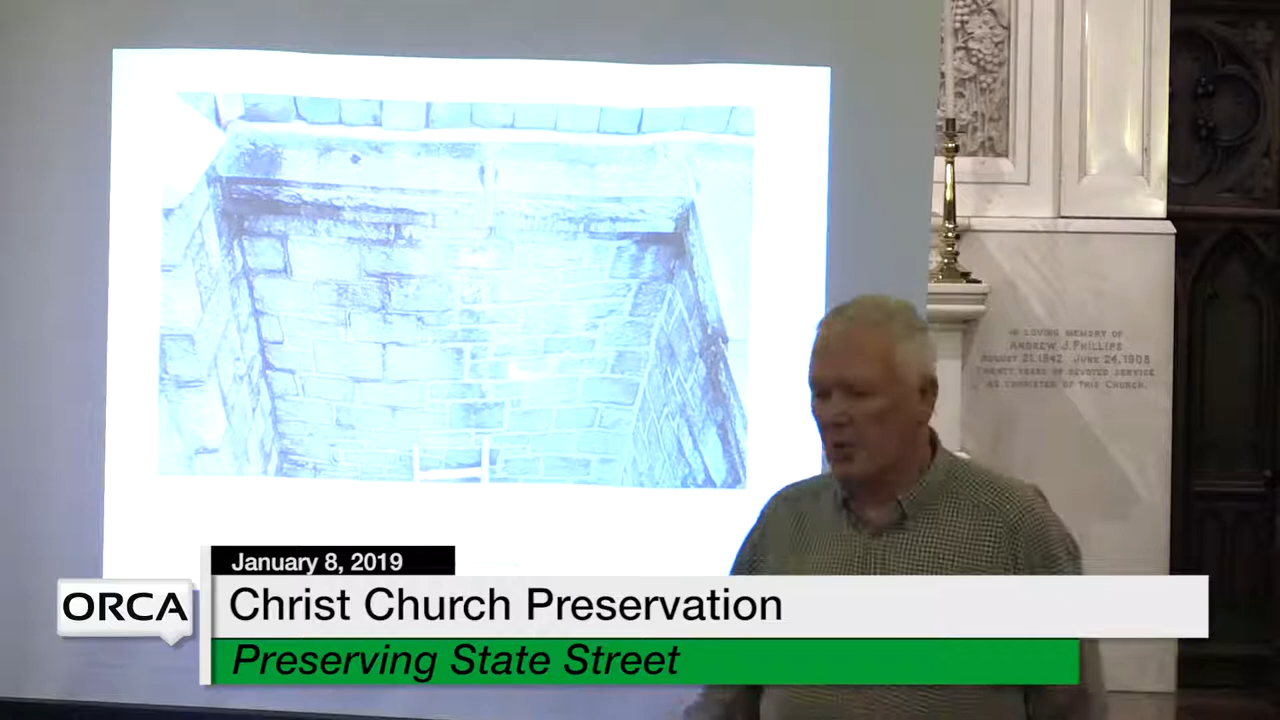 IN LOVING MEMORY OF
ANDREW J. PHILLIPS
AUGUST 21, 1842 JUNE 24, 1908
TWENTY YEARS OF DEVOTED SERVICE
AS CHORISTER OF THIS CHURCH.
January 8, 2019
ORCA
Christ Church Preservation
Preserving State Street